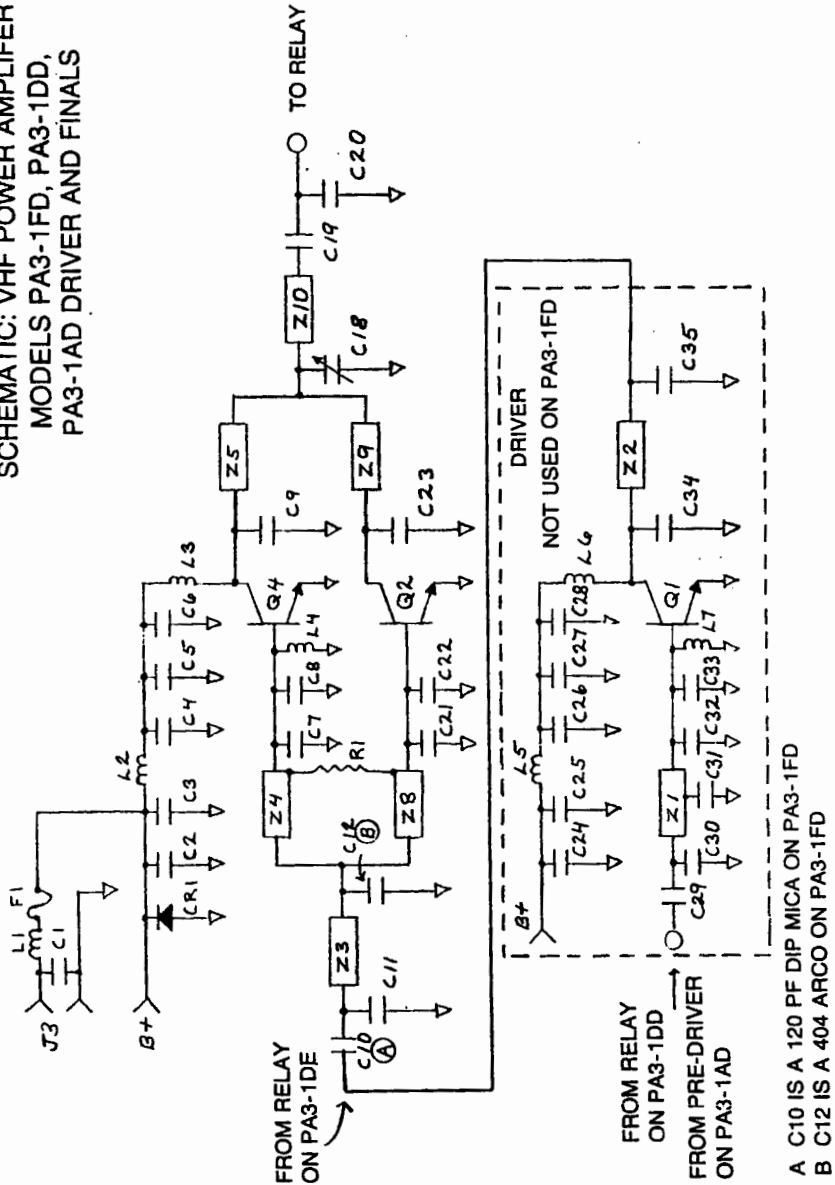 SCHEMATIC: VHF POWER AMPLIFER
MODELS PA3-1FD, PA3-1DD,
PA3-1AD DRIVER AND FINALS
J3
L1
F1
C1
B+
CR1
C2
C3
L2
C4
C5
C6
L3
Q4
C9
Z5
Z4
C7
C8
L4
R1
Z8
C21
C22
Q2
C23
Z9
C18
Z10
C19
C20
TO RELAY
FROM RELAY
ON PA3-1DE
C10
A
C11
Z3
C12
B
DRIVER
NOT USED ON PA3-1FD
B+
C24
C25
L5
C26
C27
C28
L6
Q1
C34
Z2
C35
C29
C30
Z1
C31
C32
C33
L7
FROM RELAY
ON PA3-1DD
FROM PRE-DRIVER
ON PA3-1AD
A C10 IS A 120 PF DIP MICA ON PA3-1FD
B C12 IS A 404 ARCO ON PA3-1FD